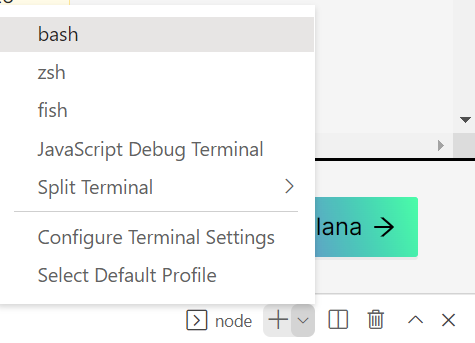 bash
zsh
fish
JavaScript Debug Terminal
Split Terminal
Configure Terminal Settings
lana →
Select Default Profile
node